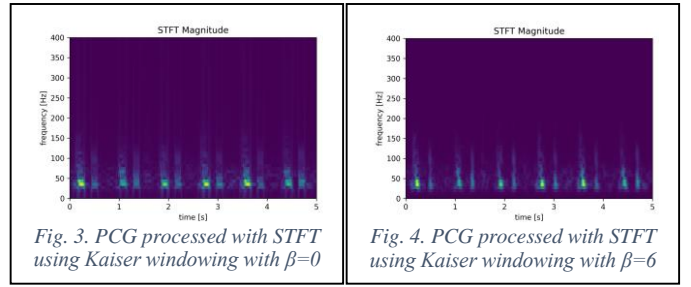 STFT Magnitude
400
350
300
250
200
150
100
50
0
frequency [Hz]
0 1 2 3 4 5
time [s]
Fig. 3. PCG processed with STFT
using Kaiser windowing with β=0
STFT Magnitude
400
350
300
250
200
150
100
50
0
frequency [Hz]
0 1 2 3 4 5
time [s]
Fig. 4. PCG processed with STFT
using Kaiser windowing with β=6